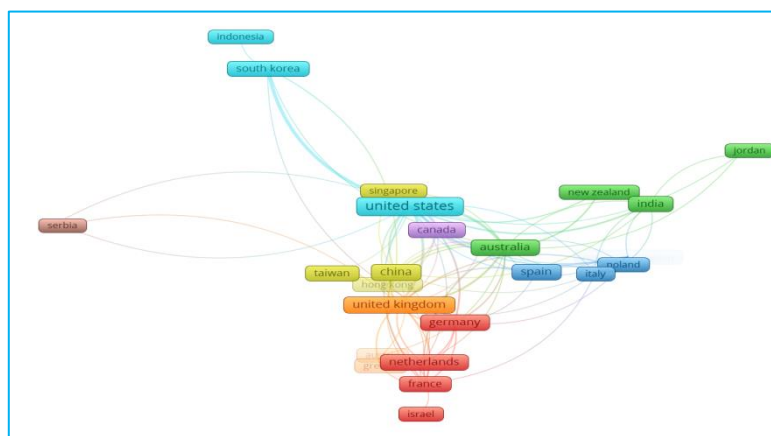 indonesia
south korea
jordan
singapore
new zealand
united states
india
serbia
canada
australia
poland
taiwan
china
spain
italy
hong kong
united kingdom
germany
netherlands
france
israel